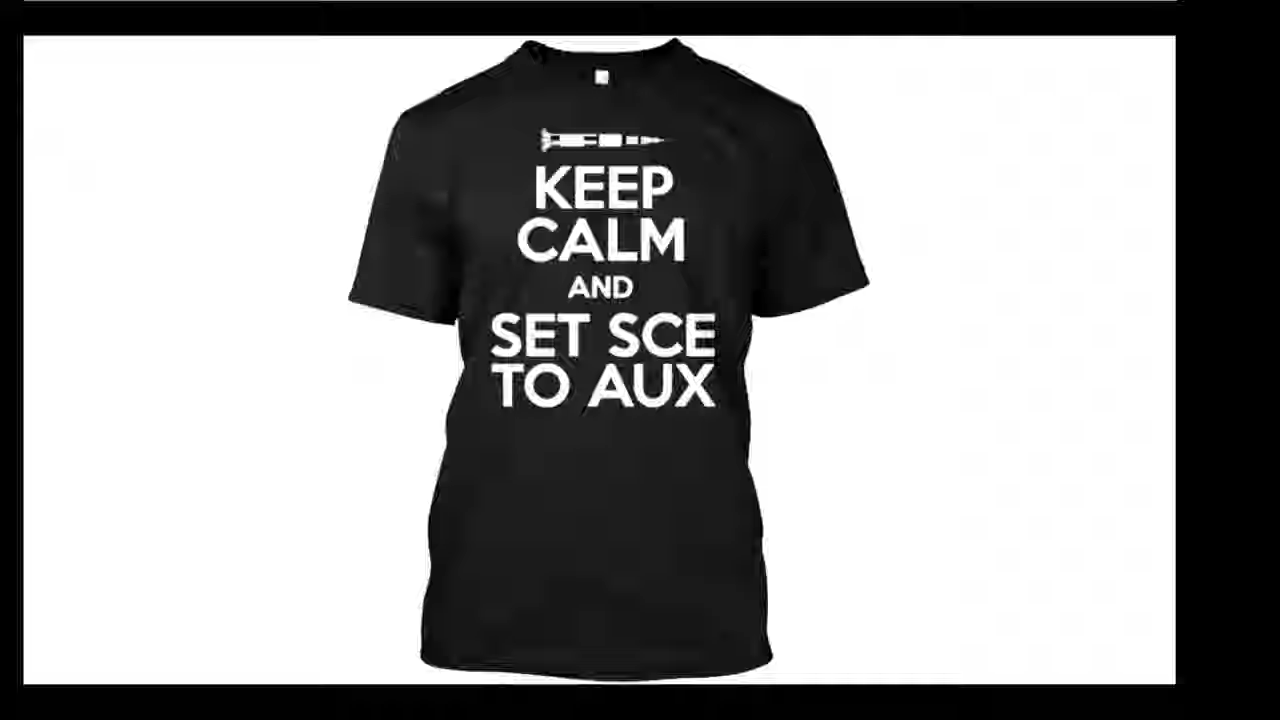 KEEP
CALM
AND
SET SCE
TO AUX